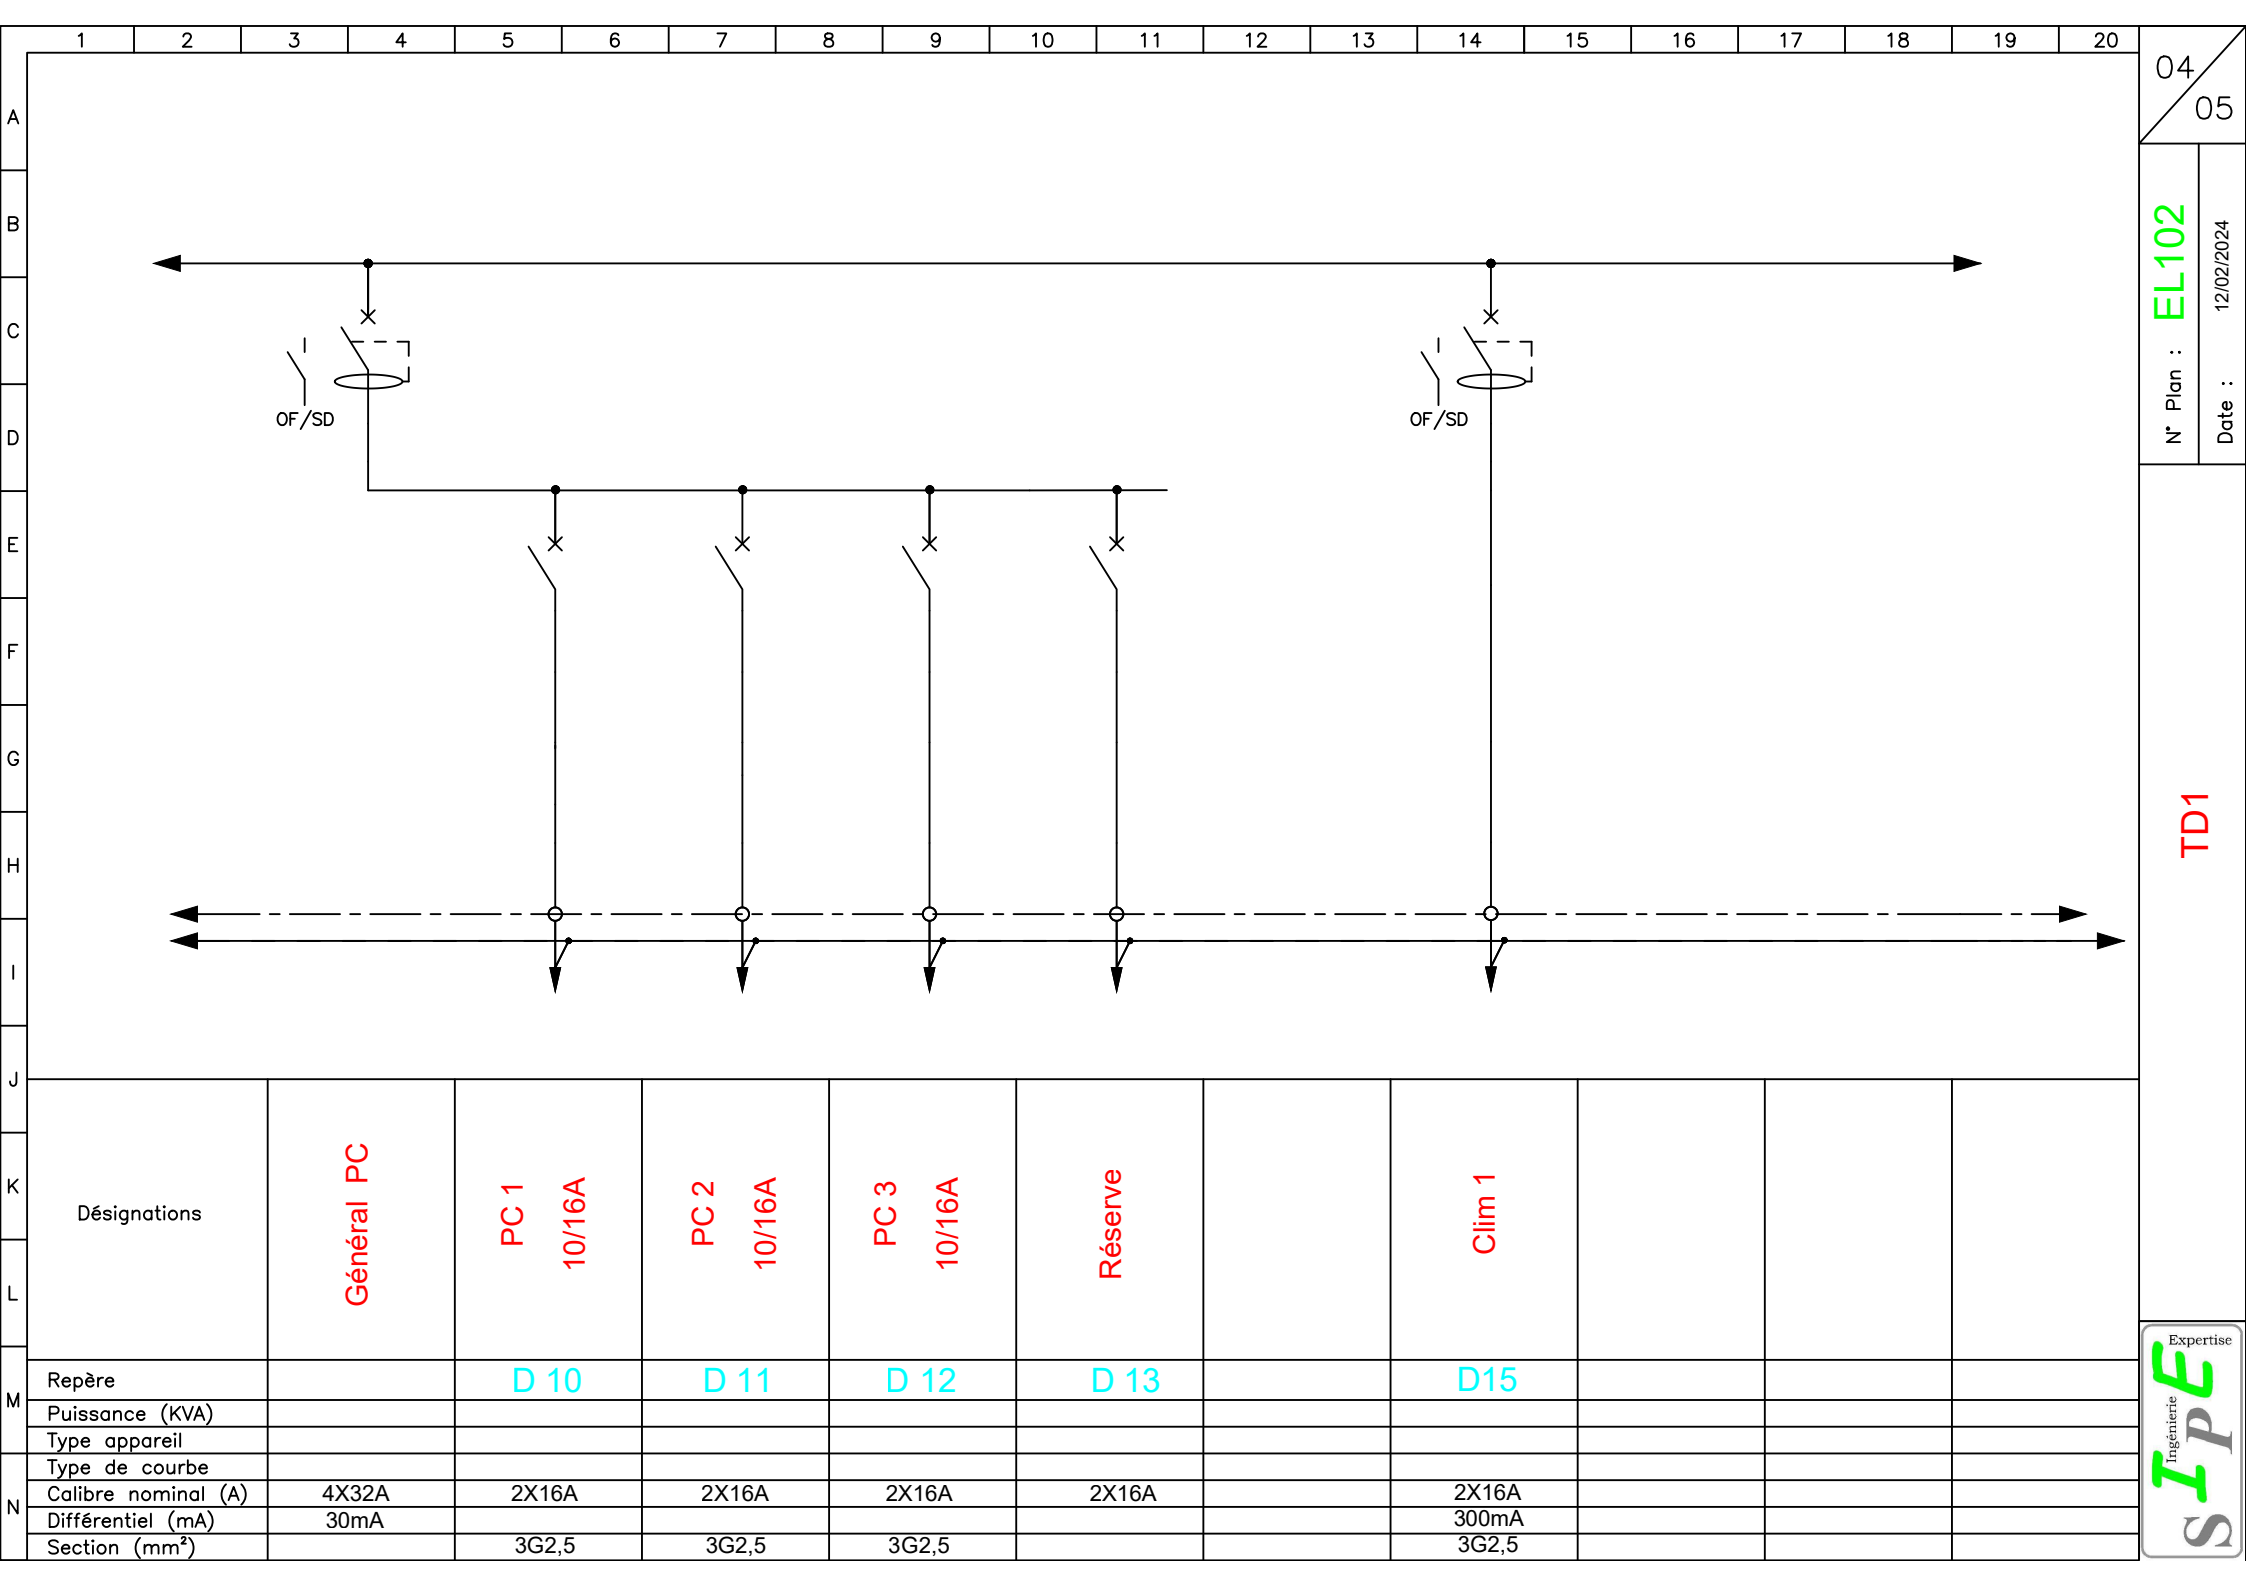 1 2 3 4 5 6 7 8 9 10 11 12 13 14 15 16 17 18 19 20
04
05
A
B
C
D
E
F
G
H
I
J
K
L
M
N
OF/SD
OF/SD
N° Plan : EL102
Date : 12/02/2024
TD1
Désignations
Général PC
PC 1
10/16A
PC 2
10/16A
PC 3
10/16A
Réserve
Clim 1
Repère D 10 D 11 D 12 D 13 D15
Puissance (KVA)
Type appareil
Type de courbe
Calibre nominal (A) 4X32A 2X16A 2X16A 2X16A 2X16A 2X16A
Différentiel (mA) 30mA 300mA
Section (mm²) 3G2,5 3G2,5 3G2,5 3G2,5
S I P E
Ingénierie
Expertise